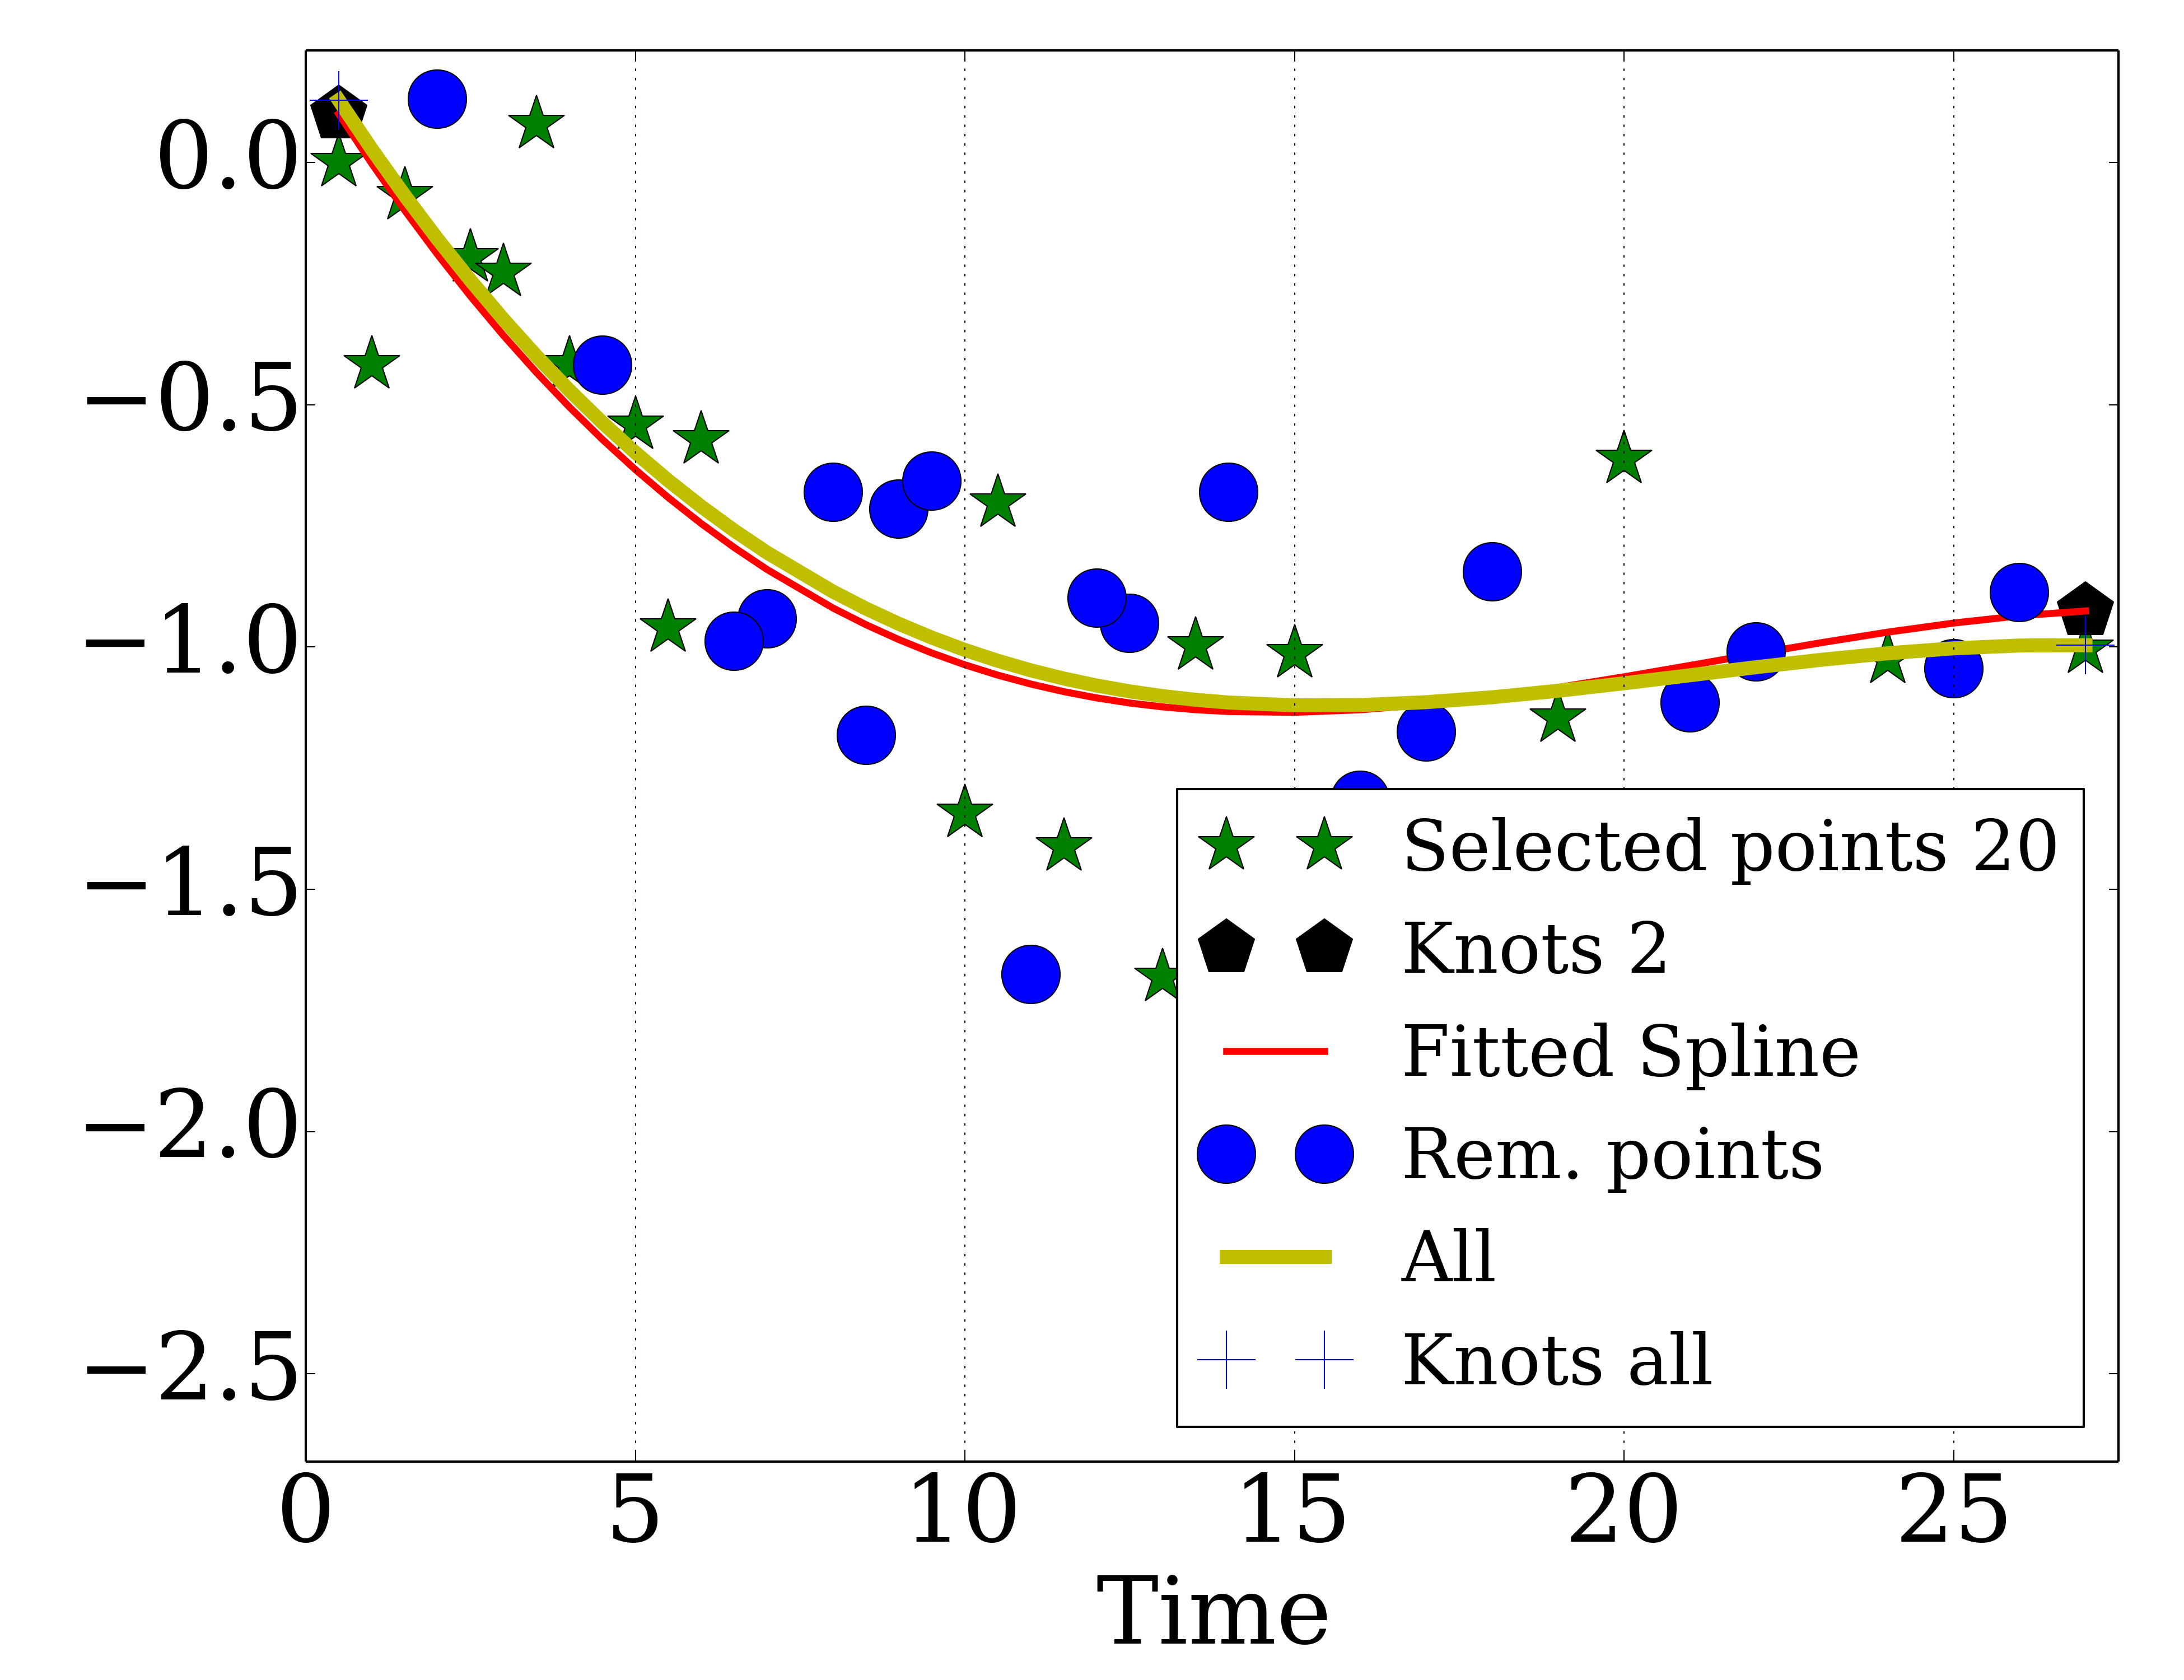 0.0
−0.5
−1.0
−1.5
−2.0
−2.5
Selected points 20
Knots 2
Fitted Spline
Rem. points
All
Knots all
0 5 10 15 20 25
Time